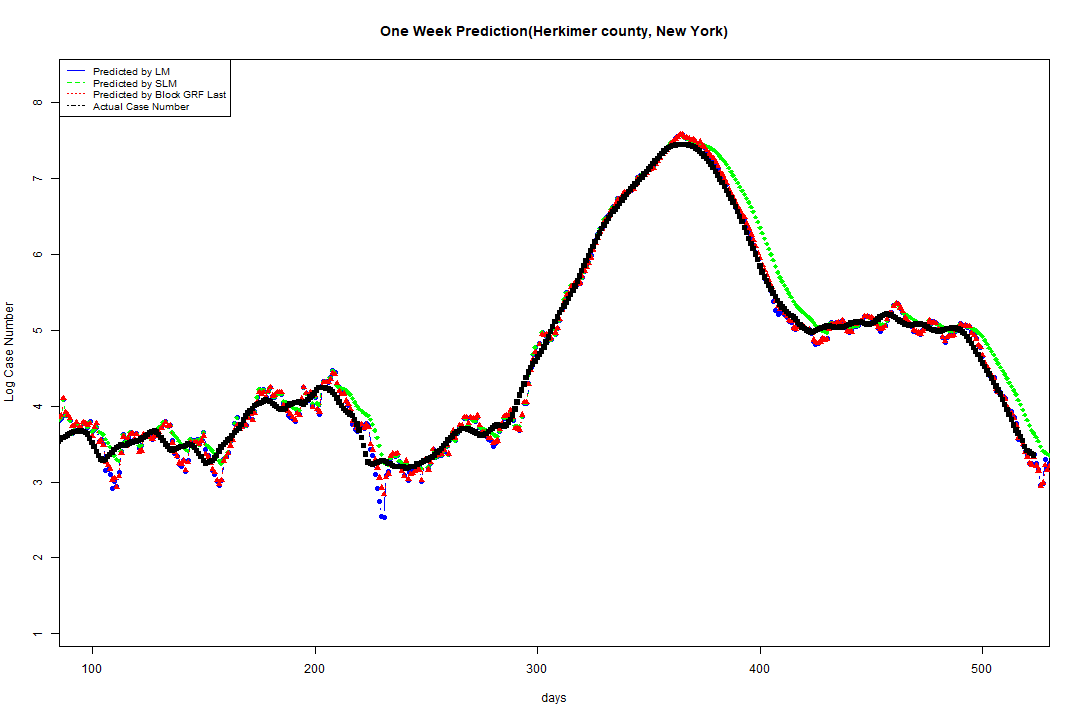 One Week Prediction(Herkimer county, New York)
Predicted by LM
Predicted by SLM
Predicted by Block GRF Last
Actual Case Number
8
7
6
5
4
3
2
1
Log Case Number
100 200 300 400 500
days